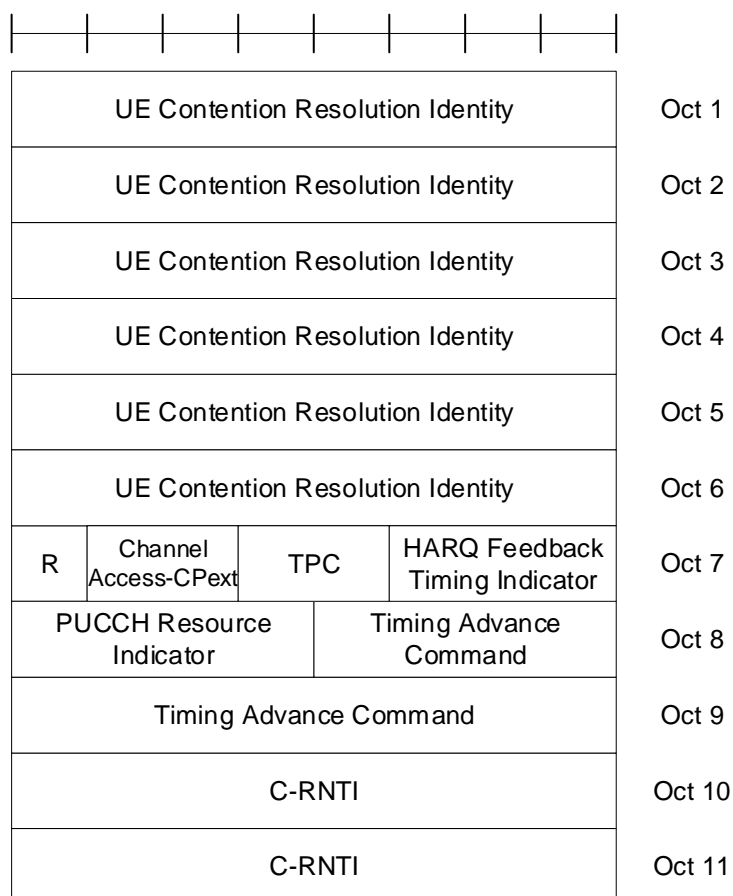 UE Contention Resolution Identity Oct 1
UE Contention Resolution Identity Oct 2
UE Contention Resolution Identity Oct 3
UE Contention Resolution Identity Oct 4
UE Contention Resolution Identity Oct 5
UE Contention Resolution Identity Oct 6
R Channel Access-CPext TPC HARQ Feedback Timing Indicator Oct 7
PUCCH Resource Indicator Timing Advance Command Oct 8
Timing Advance Command Oct 9
C-RNTI Oct 10
C-RNTI Oct 11